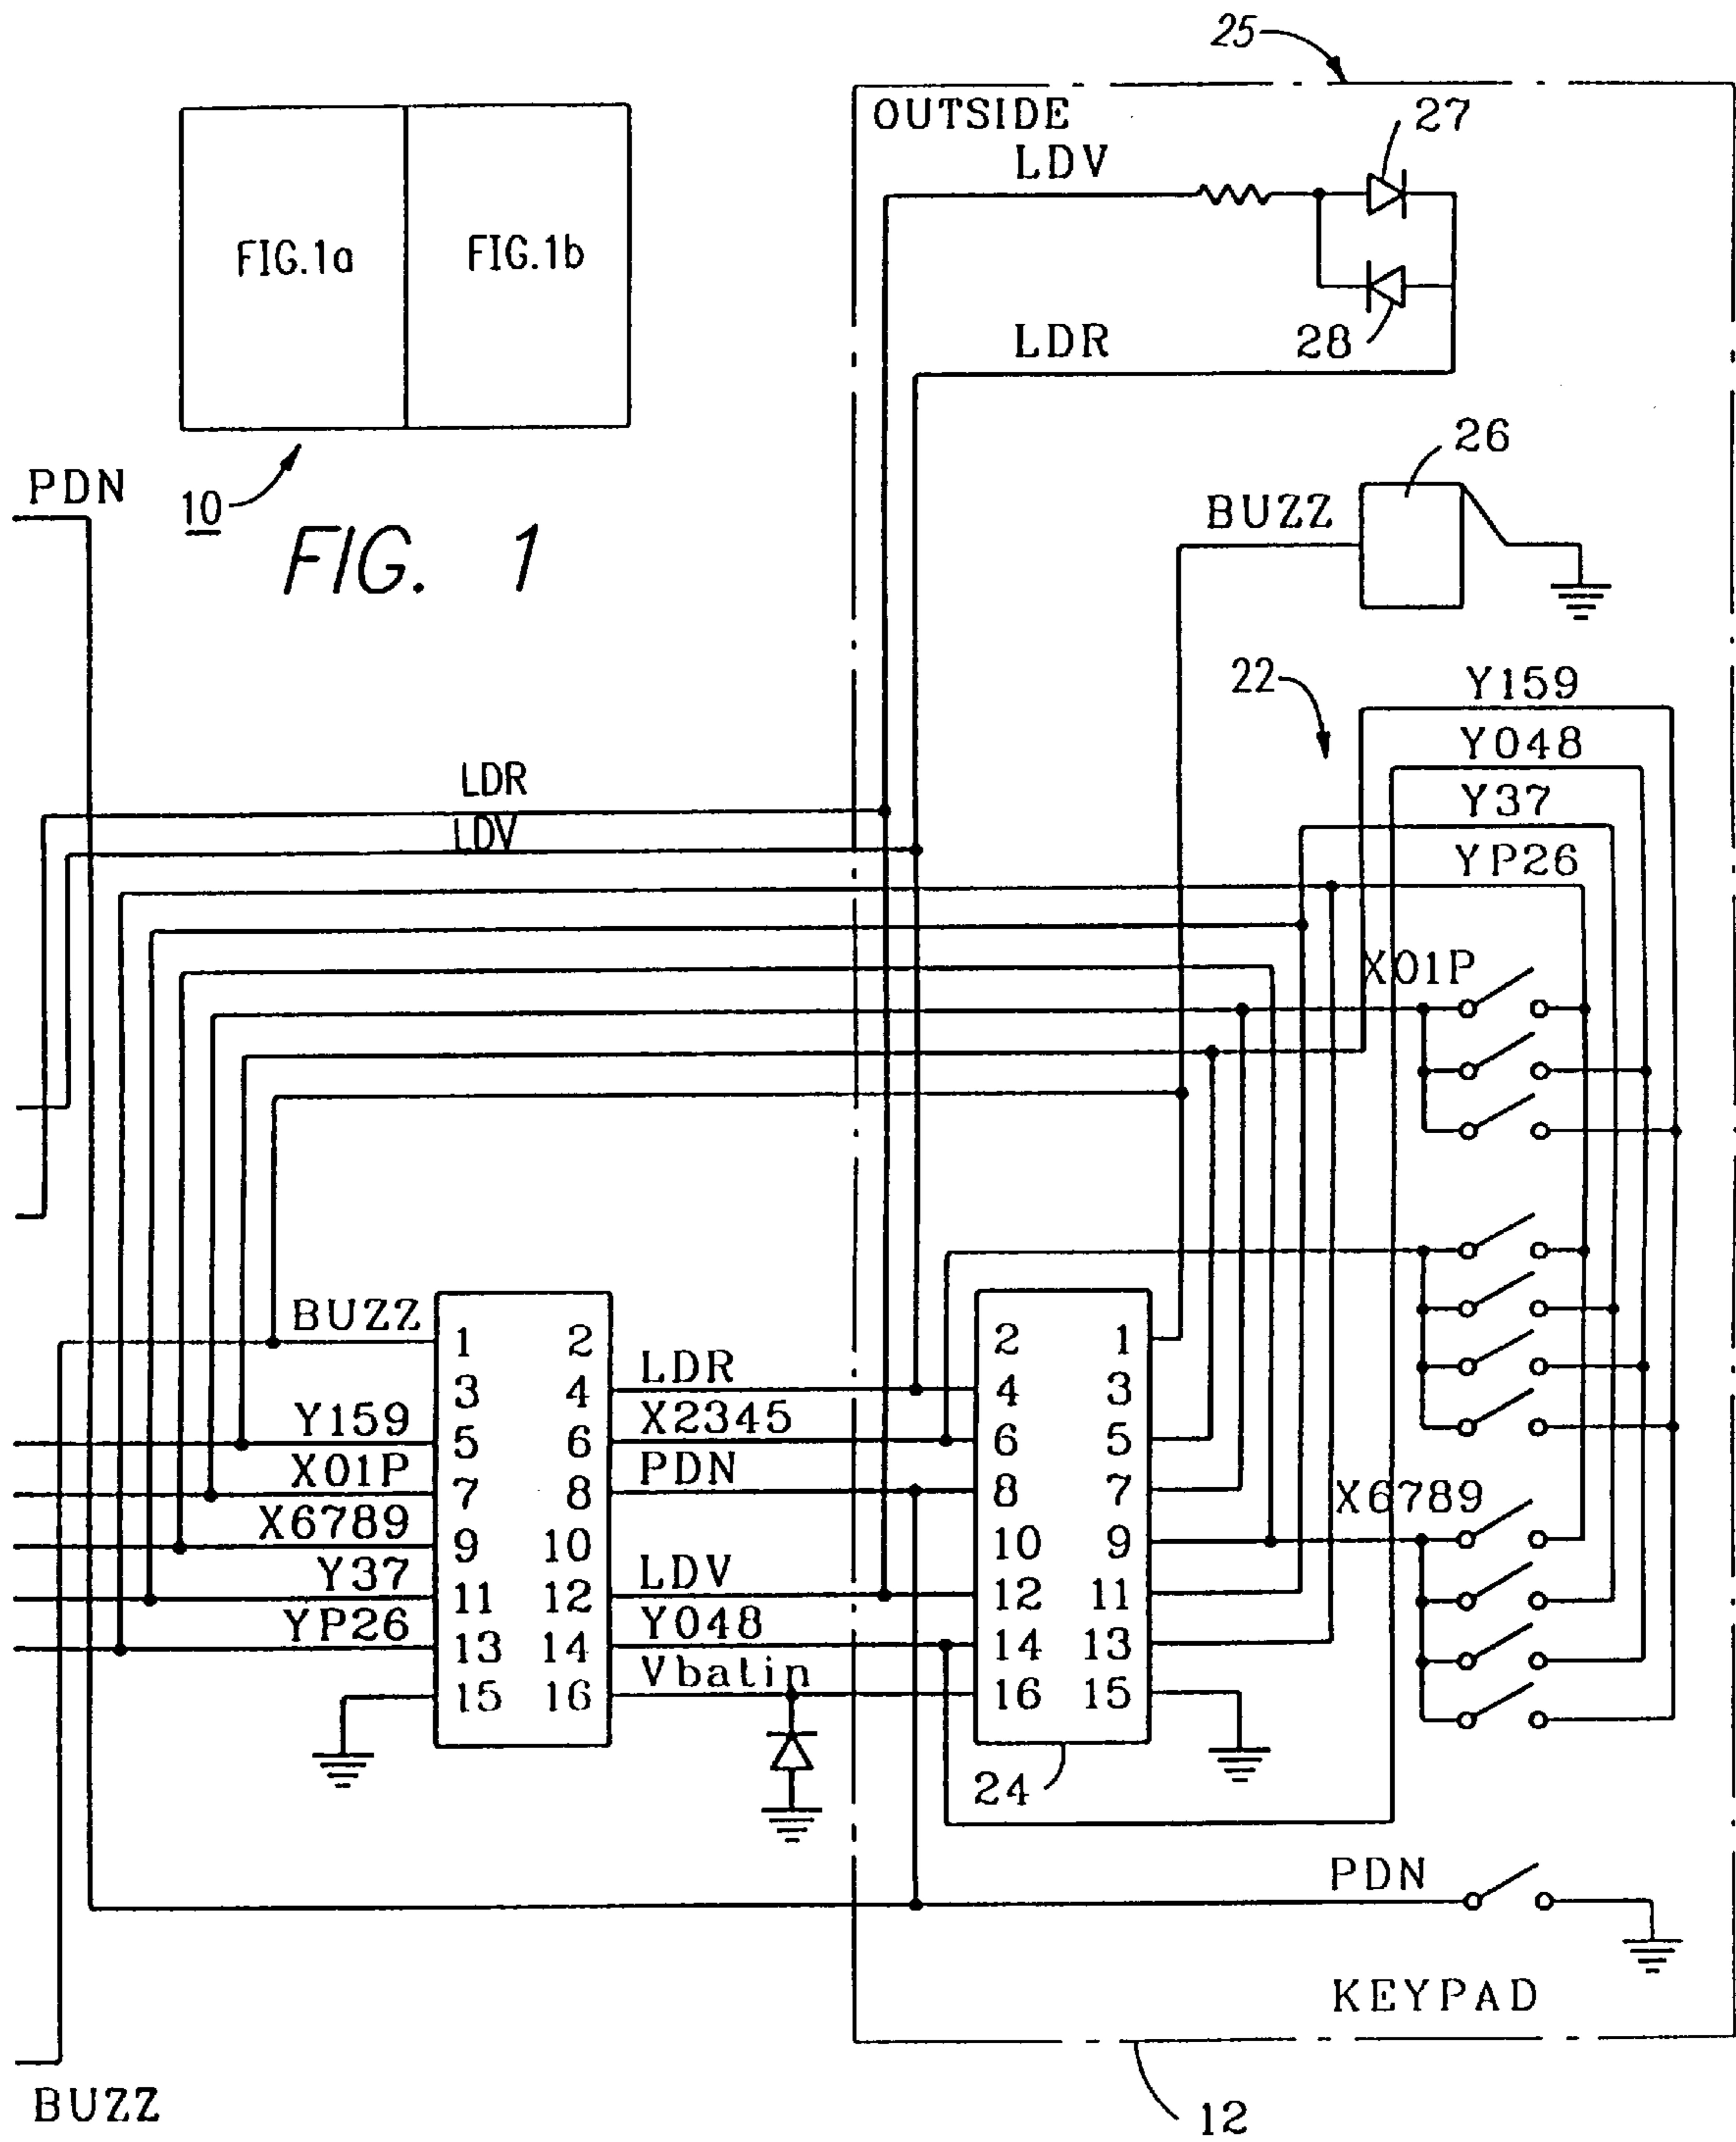 25
OUTSIDE
27
LDV
FIG.1a
FIG.1b
28
LDR
26
PDN
10
BUZZ
FIG. 1
22
Y159
Y048
Y37
YP26
LDR
LDV
X01P
BUZZ
1 2
3 4
5 6
7 8
9 10
11 12
13 14
15 16
Y159
X01P
X6789
Y37
YP26
LDR
X2345
PDN
LDV
Y048
Vbatin
2 1
4 3
6 5
8 7
10 9
12 11
14 13
16 15
X6789
24
PDN
KEYPAD
BUZZ
12